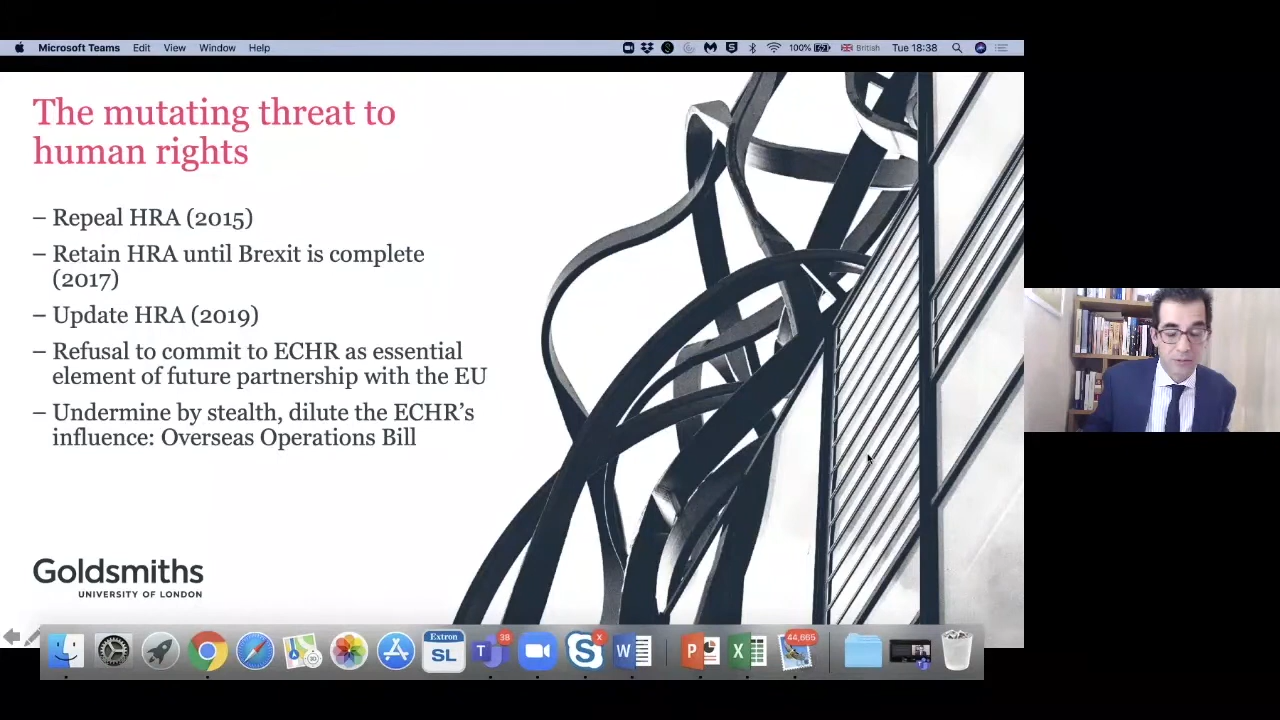 Microsoft Teams Edit View Window Help 100% British Tue 18:38
The mutating threat to
human rights
– Repeal HRA (2015)
– Retain HRA until Brexit is complete
(2017)
– Update HRA (2019)
– Refusal to commit to ECHR as essential
element of future partnership with the EU
– Undermine by stealth, dilute the ECHR's
influence: Overseas Operations Bill
Goldsmiths
UNIVERSITY OF LONDON
Extron
SL
38
X
44,665